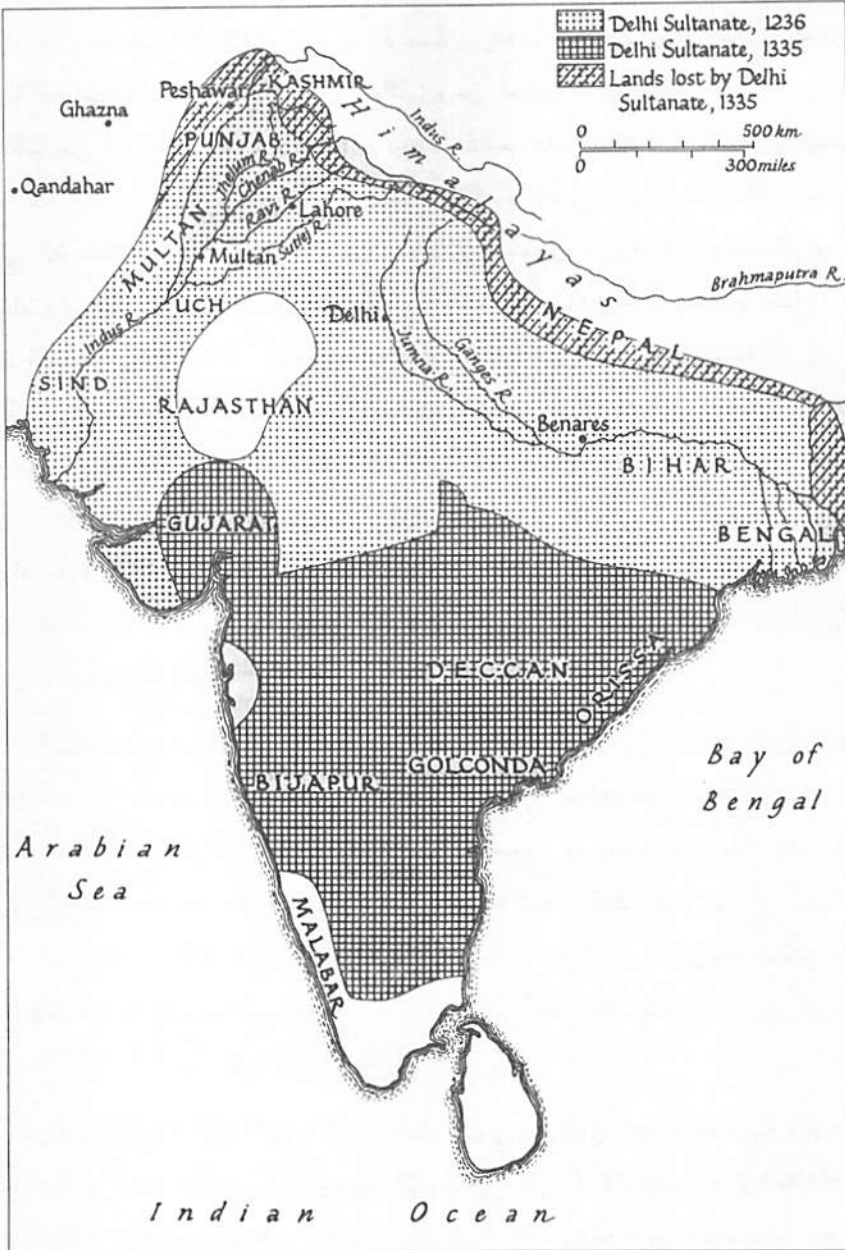 Delhi Sultanate, 1236
Delhi Sultanate, 1335
Lands lost by Delhi
Sultanate, 1335
0 500 km
0 300 miles
KASHMIR
Peshawar
Ghazna
PUNJAB
Himalayas
Indus R.
Qandahar
Jhellum R.
Chenab R.
Ravi R.
Lahore
MULTAN
Multan
Sutlej R.
UCH
Brahmaputra R.
Indus R.
Delhi
NEPAL
SIND
Jumna R.
Ganges R.
RAJASTHAN
Benares
BIHAR
GUJARAT
BENGAL
DECCAN
ORISSA
GOLCONDA
BIJAPUR
Bay of
Bengal
Arabian
Sea
MALABAR
Indian Ocean